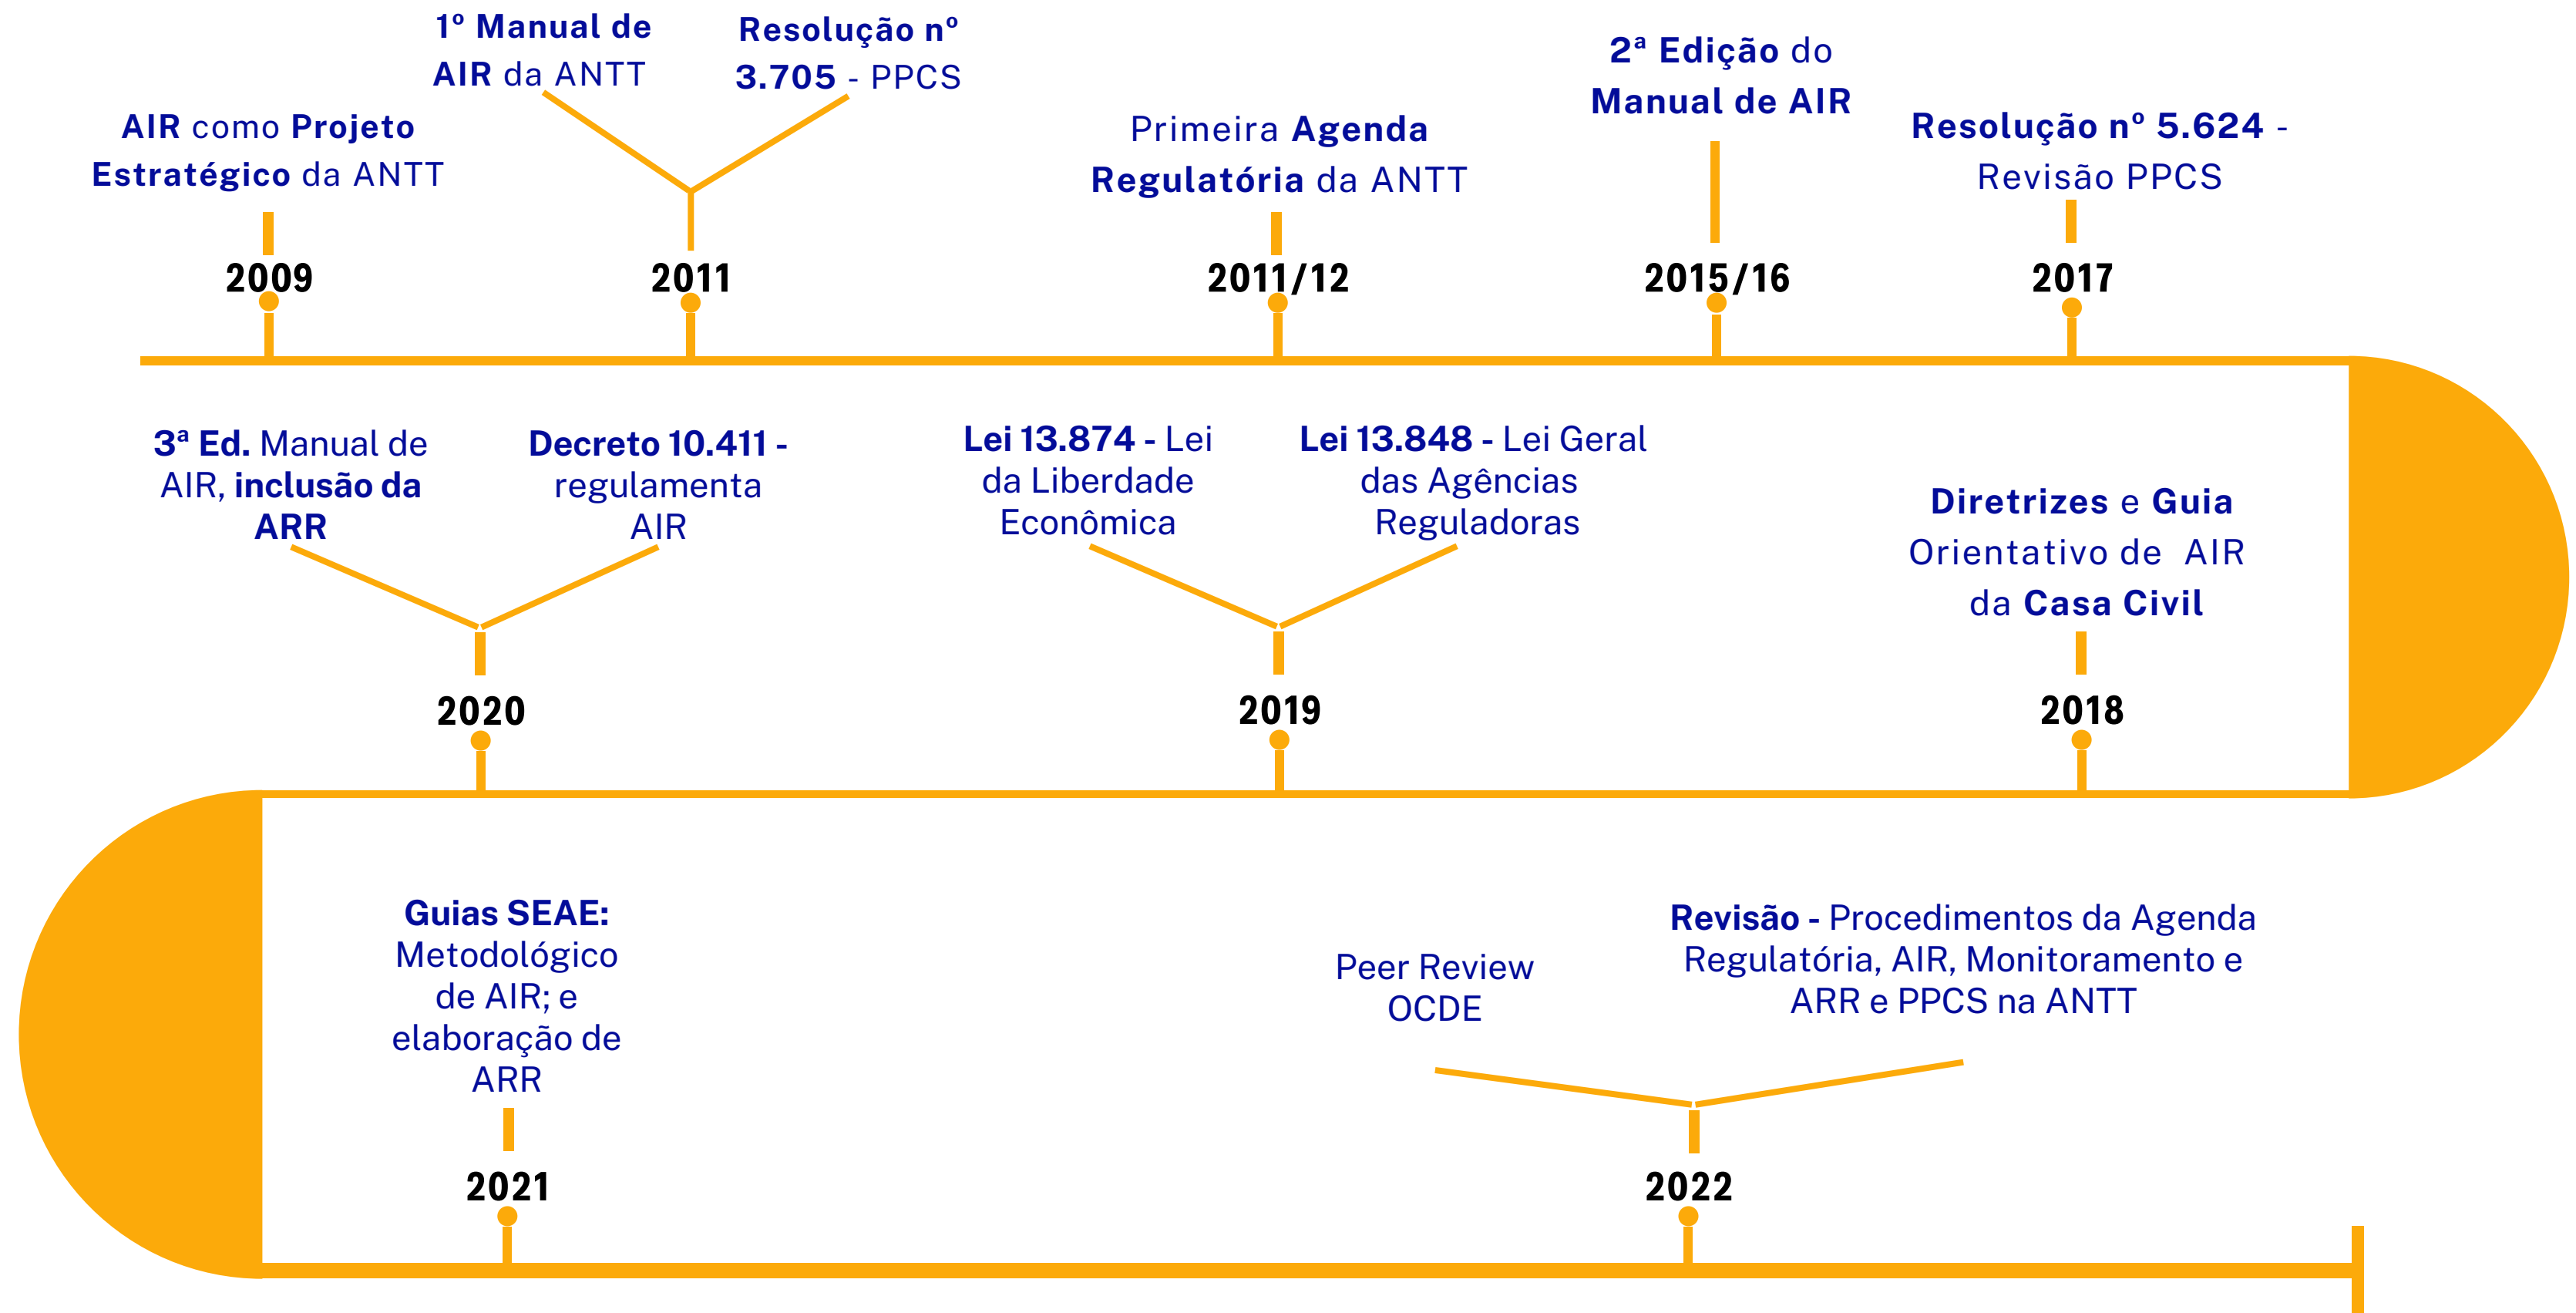 AIR como Projeto
Estratégico da ANTT
2009
1º Manual de
AIR da ANTT
Resolução nº
3.705 - PPCS
2011
Primeira Agenda
Regulatória da ANTT
2011/12
2ª Edição do
Manual de AIR
2015/16
Resolução nº 5.624 -
Revisão PPCS
2017
3ª Ed. Manual de
AIR, inclusão da
ARR
Decreto 10.411 -
regulamenta
AIR
2020
Lei 13.874 - Lei
da Liberdade
Econômica
Lei 13.848 - Lei Geral
das Agências
Reguladoras
2019
Diretrizes e Guia
Orientativo de AIR
da Casa Civil
2018
Guias SEAE:
Metodológico
de AIR; e
elaboração de
ARR
2021
Peer Review
OCDE
Revisão - Procedimentos da Agenda
Regulatória, AIR, Monitoramento e
ARR e PPCS na ANTT
2022